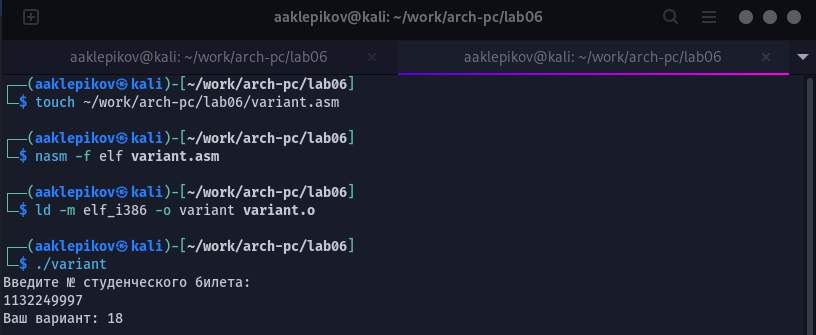 aaklepikov@kali: ~/work/arch-pc/lab06
aaklepikov@kali: ~/work/arch-pc/lab06 × aaklepikov@kali: ~/work/arch-pc/lab06 ×
┌──(aaklepikov㉿kali)-[~/work/arch-pc/lab06]
└─$ touch ~/work/arch-pc/lab06/variant.asm
┌──(aaklepikov㉿kali)-[~/work/arch-pc/lab06]
└─$ nasm -f elf variant.asm
┌──(aaklepikov㉿kali)-[~/work/arch-pc/lab06]
└─$ ld -m elf_i386 -o variant variant.o
┌──(aaklepikov㉿kali)-[~/work/arch-pc/lab06]
└─$ ./variant
Введите № студенческого билета:
1132249997
Ваш вариант: 18